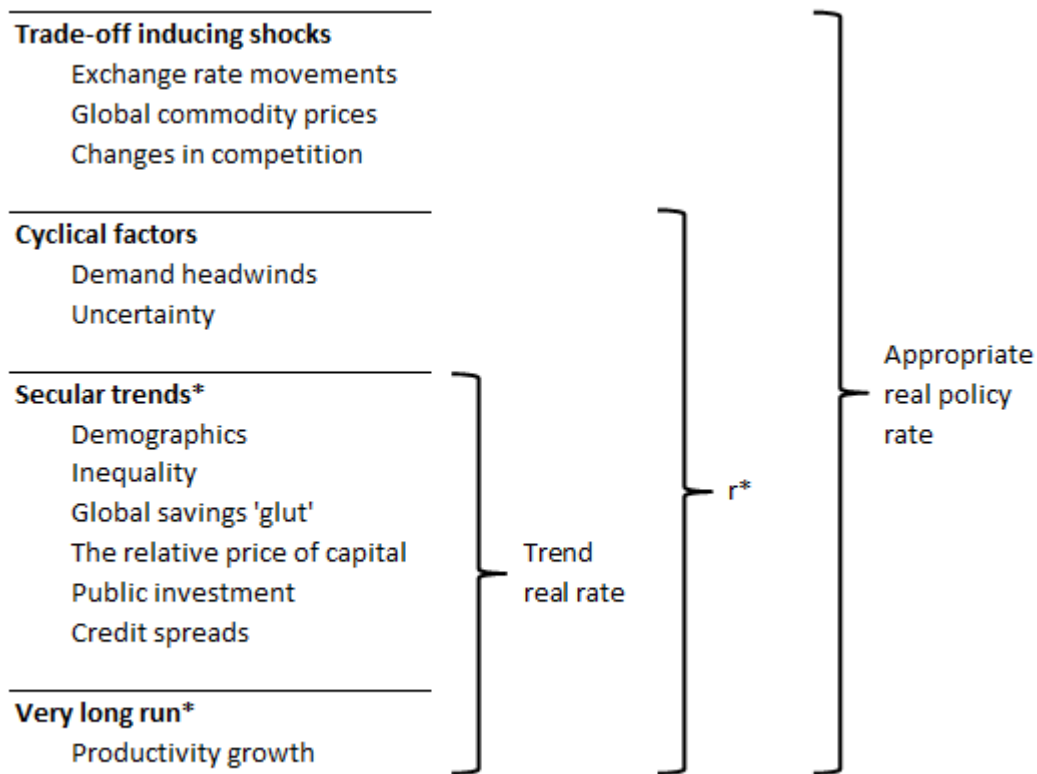 Trade-off inducing shocks
Exchange rate movements
Global commodity prices
Changes in competition
Cyclical factors
Demand headwinds
Uncertainty
Secular trends*
Demographics
Inequality
Global savings 'glut'
The relative price of capital
Public investment
Credit spreads
Very long run*
Productivity growth
Trend
real rate
r*
Appropriate
real policy
rate